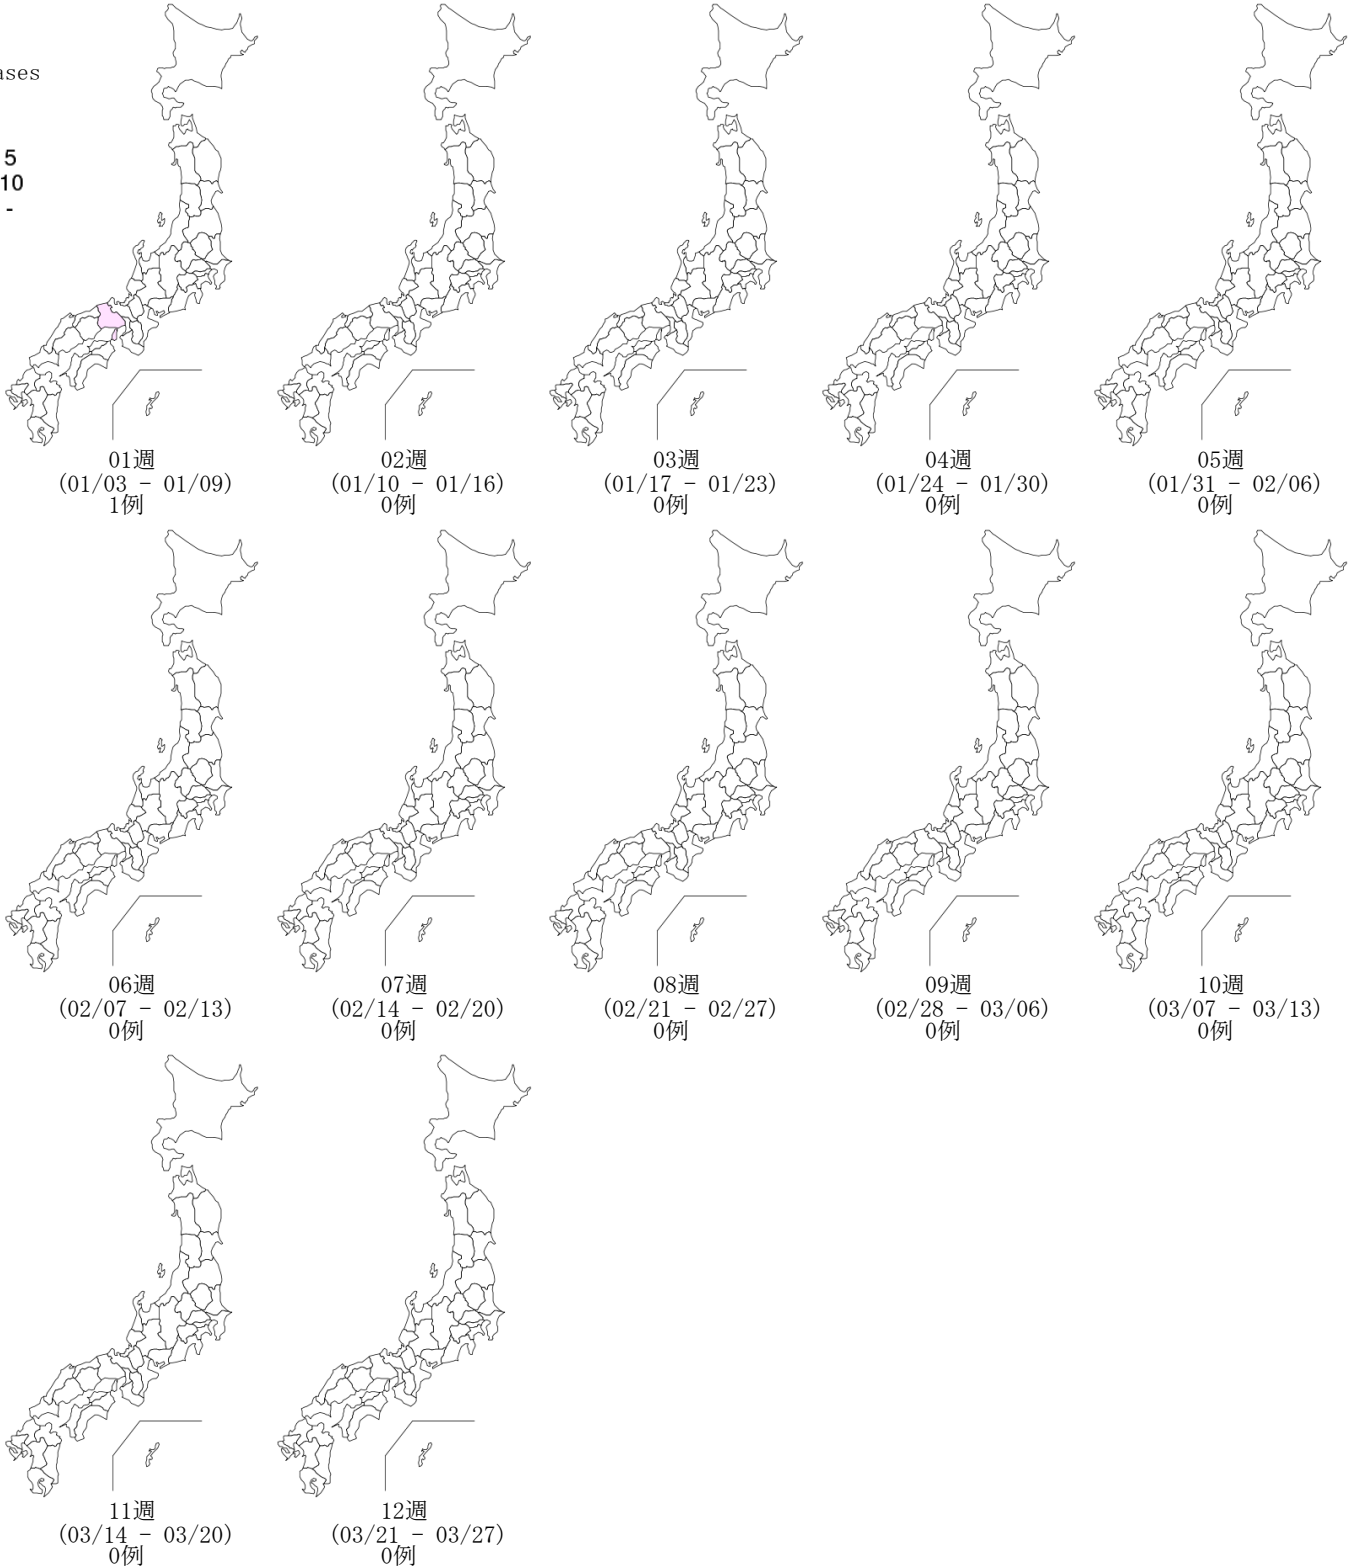 ases
5
10
-
01週
(01/03 - 01/09)
1例
02週
(01/10 - 01/16)
0例
03週
(01/17 - 01/23)
0例
04週
(01/24 - 01/30)
0例
05週
(01/31 - 02/06)
0例
06週
(02/07 - 02/13)
0例
07週
(02/14 - 02/20)
0例
08週
(02/21 - 02/27)
0例
09週
(02/28 - 03/06)
0例
10週
(03/07 - 03/13)
0例
11週
(03/14 - 03/20)
0例
12週
(03/21 - 03/27)
0例